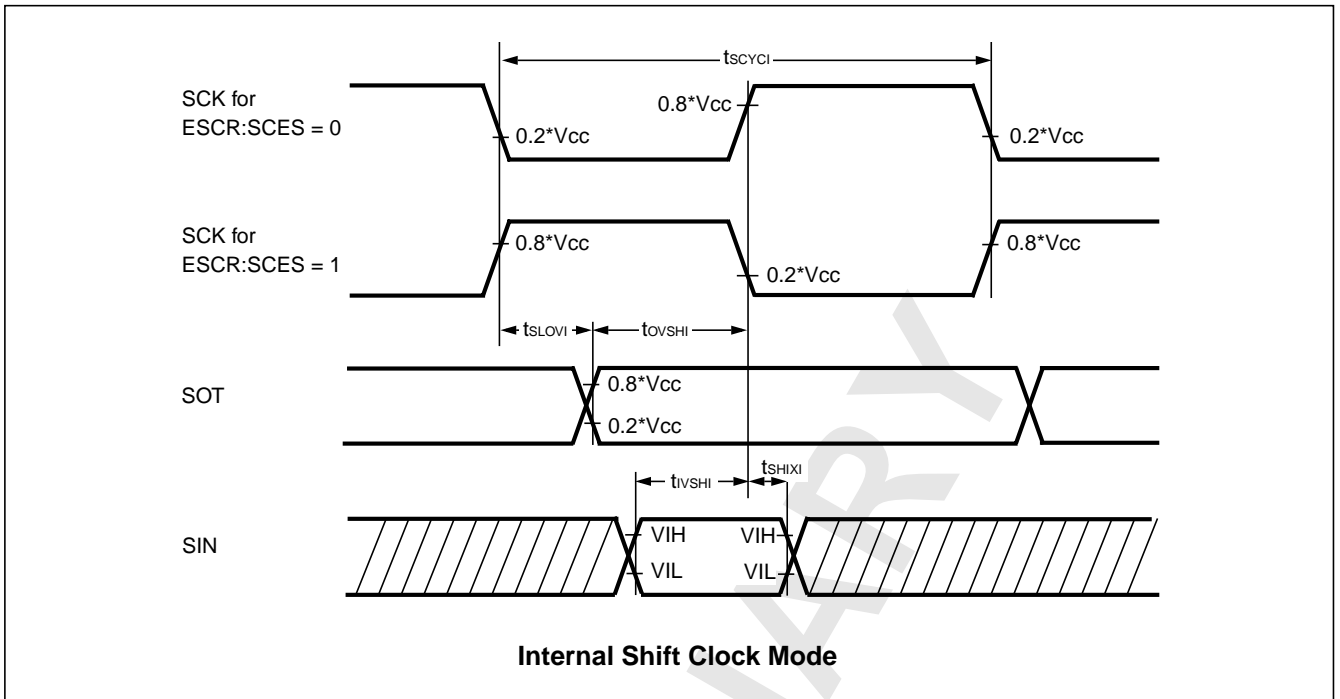 tSCYCI
SCK for
ESCR:SCES = 0
0.8*Vcc
0.2*Vcc
0.2*Vcc
SCK for
ESCR:SCES = 1
0.8*Vcc
0.2*Vcc
0.8*Vcc
tSLOVI
tOVSHI
SOT
0.8*Vcc
0.2*Vcc
tIVSHI
tSHIXI
SIN
VIH
VIH
VIL
VIL
Internal Shift Clock Mode
ARY